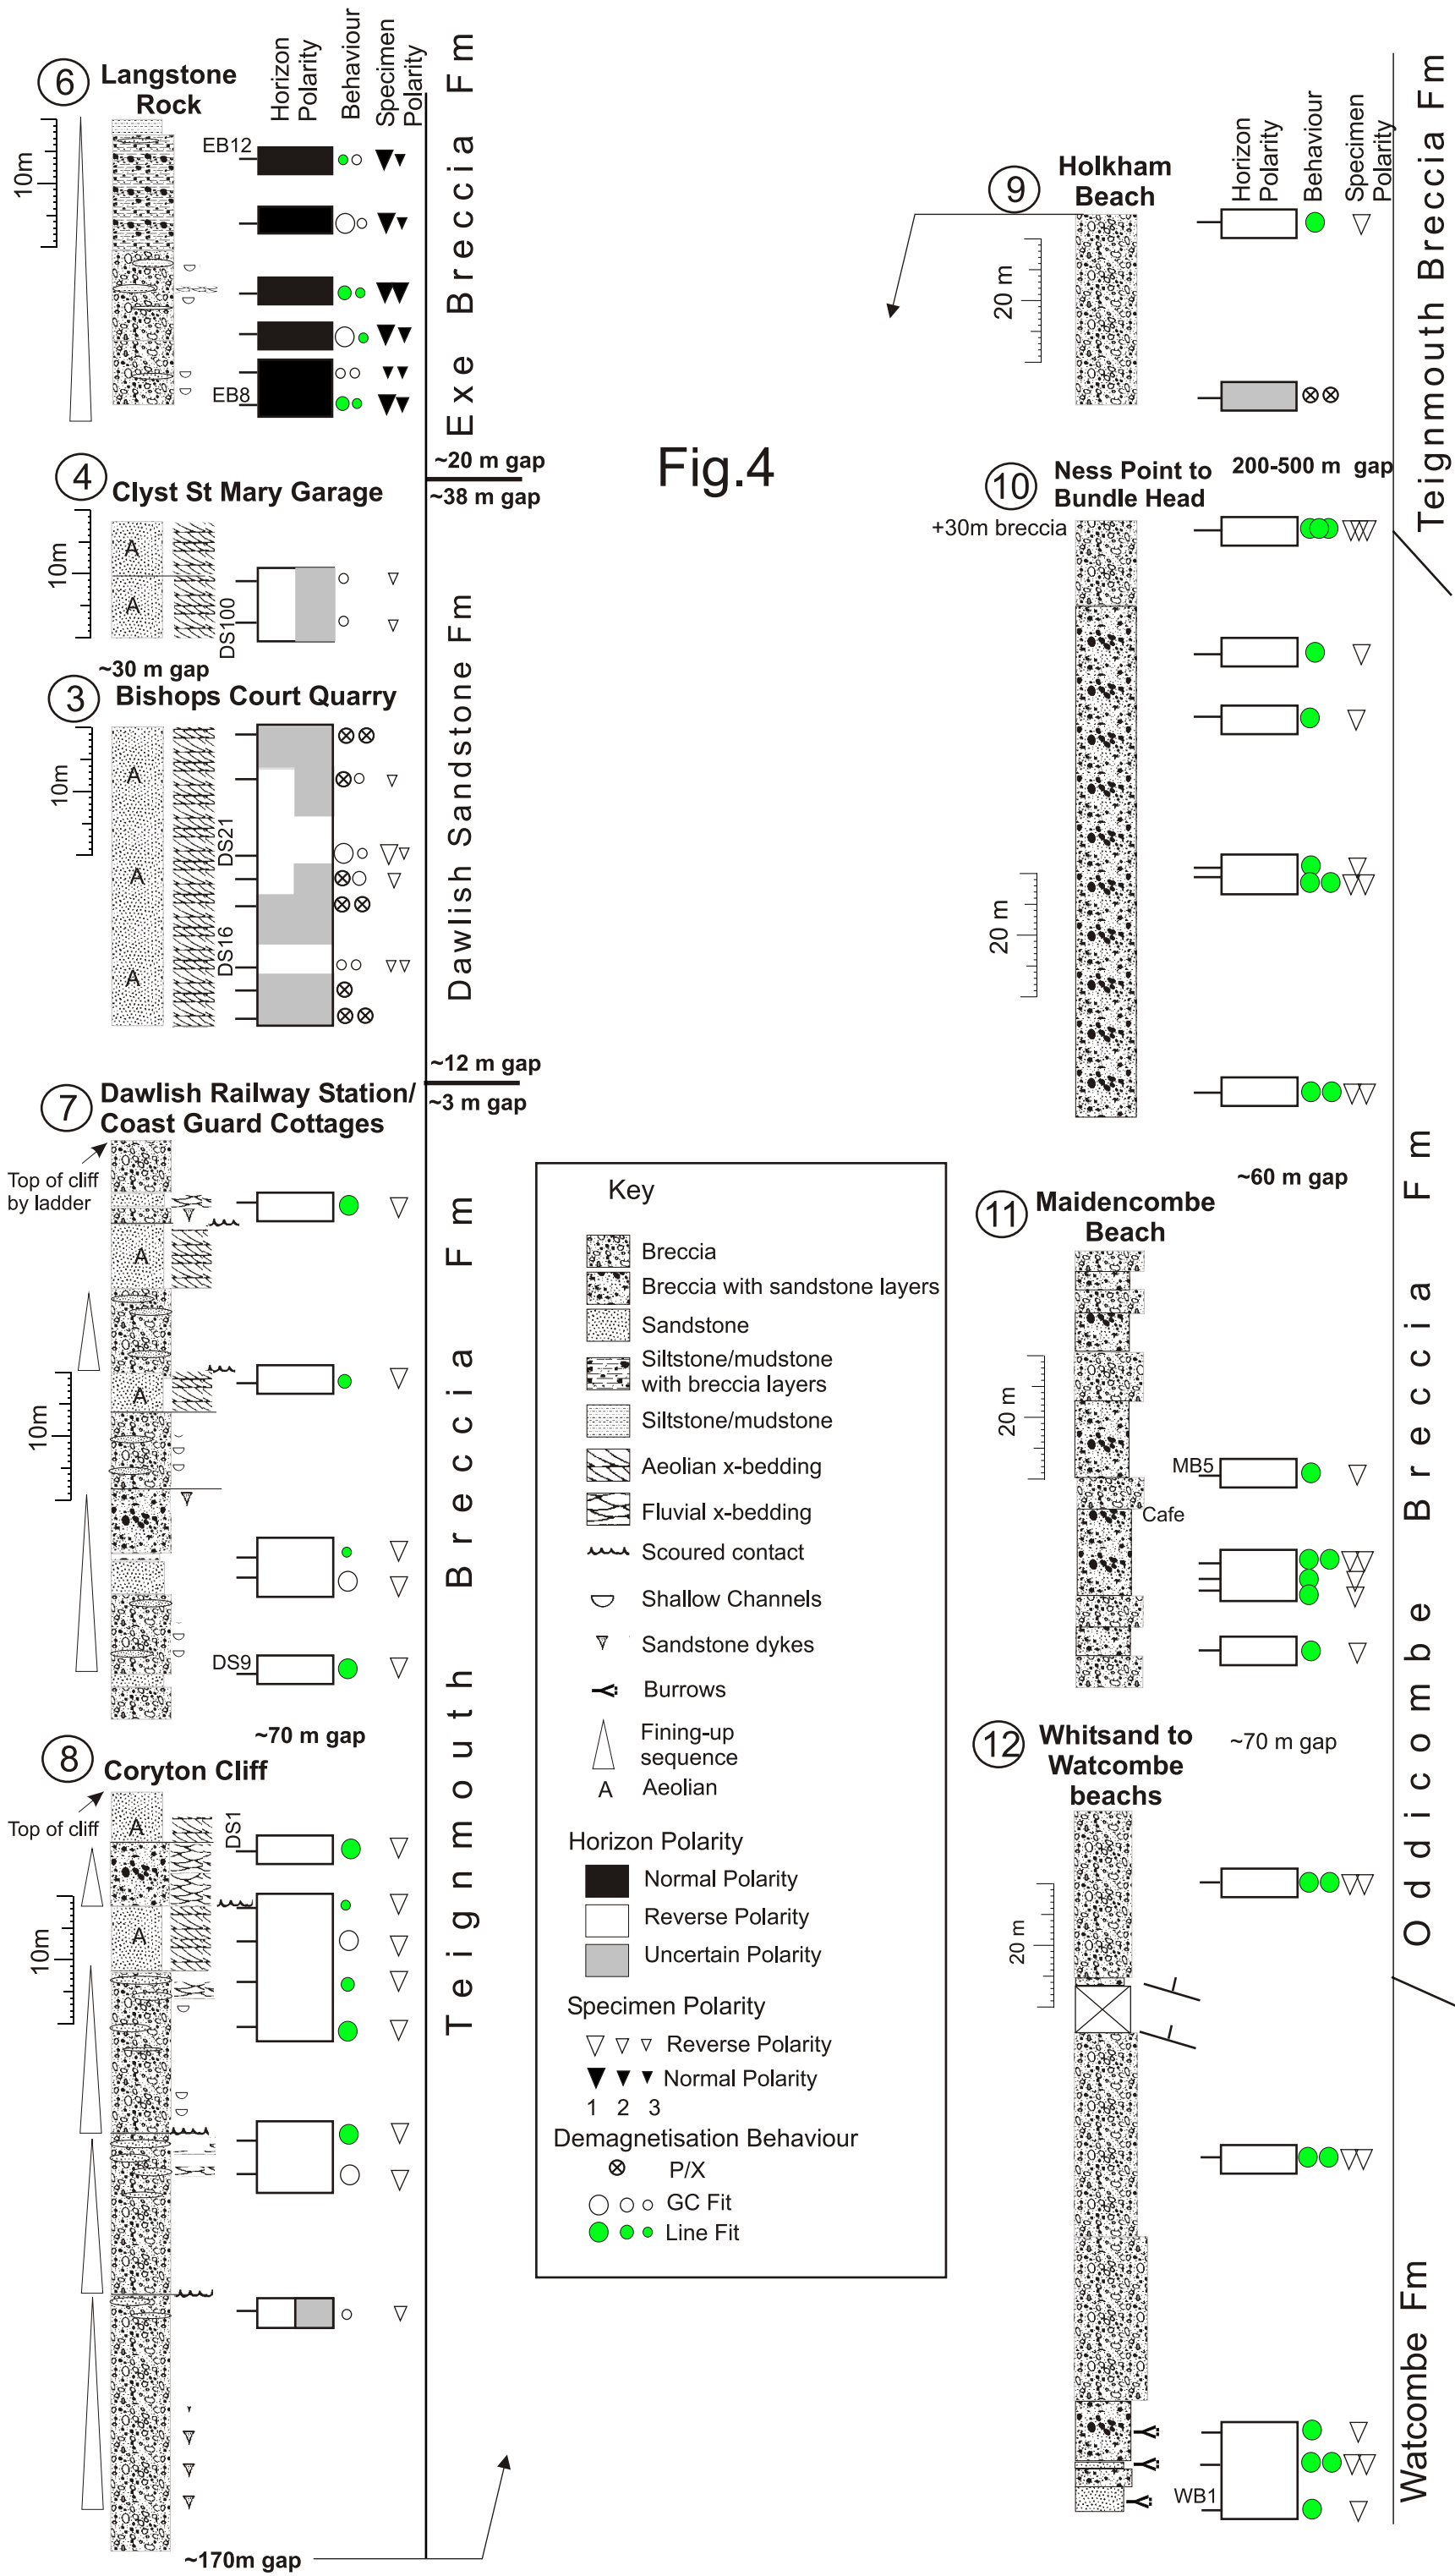 Fig.4
6
Langstone
Rock
Horizon
Polarity
Behaviour
Specimen
Polarity
10m
EB12
EB8
Exe Breccia Fm
~20 m gap
~38 m gap
4
Clyst St Mary Garage
10m
A
A
DS100
~30 m gap
3
Bishops Court Quarry
10m
A
A
A
DS21
DS16
Dawlish Sandstone Fm
~12 m gap
~3 m gap
7
Dawlish Railway Station/
Coast Guard Cottages
Top of cliff
by ladder
A
A
10m
DS9
~70 m gap
8
Coryton Cliff
Top of cliff
A
A
10m
DS1
Teignmouth Breccia Fm
~170m gap
Key
Breccia
Breccia with sandstone layers
Sandstone
Siltstone/mudstone
with breccia layers
Siltstone/mudstone
Aeolian x-bedding
Fluvial x-bedding
Scoured contact
Shallow Channels
Sandstone dykes
Burrows
Fining-up
sequence
A Aeolian
Horizon Polarity
Normal Polarity
Reverse Polarity
Uncertain Polarity
Specimen Polarity
Reverse Polarity
Normal Polarity
1 2 3
Demagnetisation Behaviour
P/X
GC Fit
Line Fit
9
Holkham
Beach
Horizon
Polarity
Behaviour
Specimen
Polarity
20 m
Teignmouth Breccia Fm
200-500 m gap
10
Ness Point to
Bundle Head
+30m breccia
20 m
~60 m gap
11
Maidencombe
Beach
20 m
MB5
Cafe
Oddicombe Breccia Fm
~70 m gap
12
Whitsand to
Watcombe
beachs
20 m
WB1
Watcombe Fm